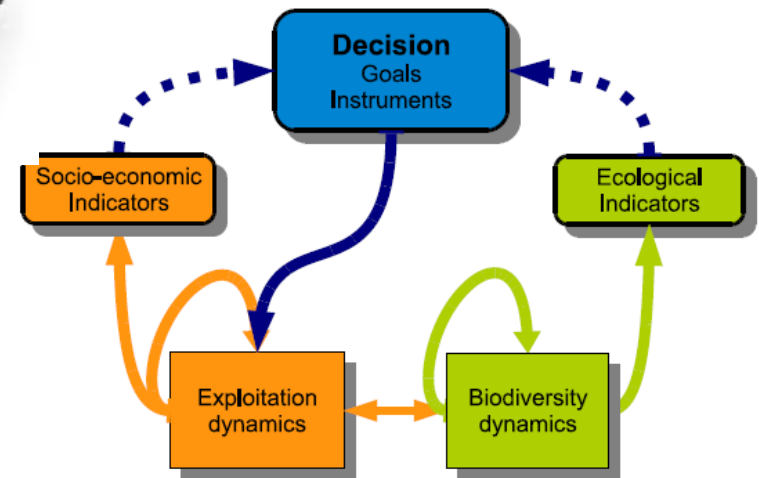 Decision
Goals
Instruments
Socio-economic
Indicators
Ecological
Indicators
Exploitation
dynamics
Biodiversity
dynamics